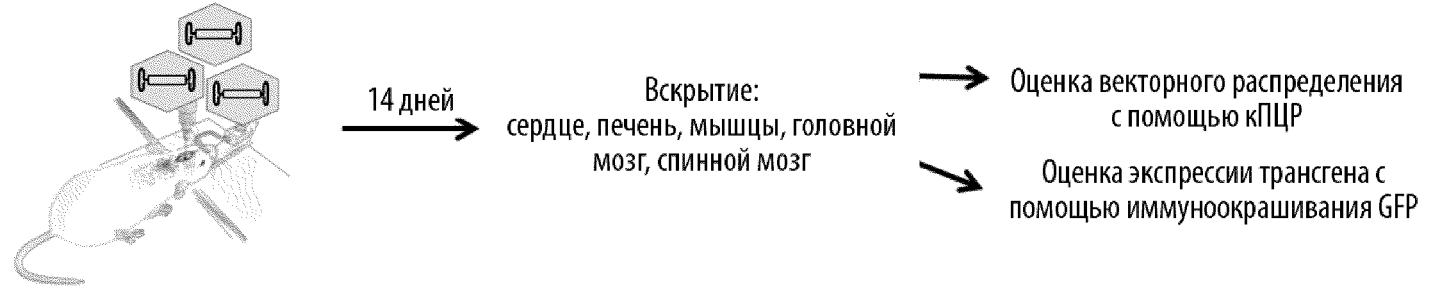 14 дней
Вскрытие:
сердце, печень, мышцы, головной
мозг, спинной мозг
Оценка векторного распределения
с помощью кПЦР
Оценка экспрессии трансгена с
помощью иммуноокрашивания GFP